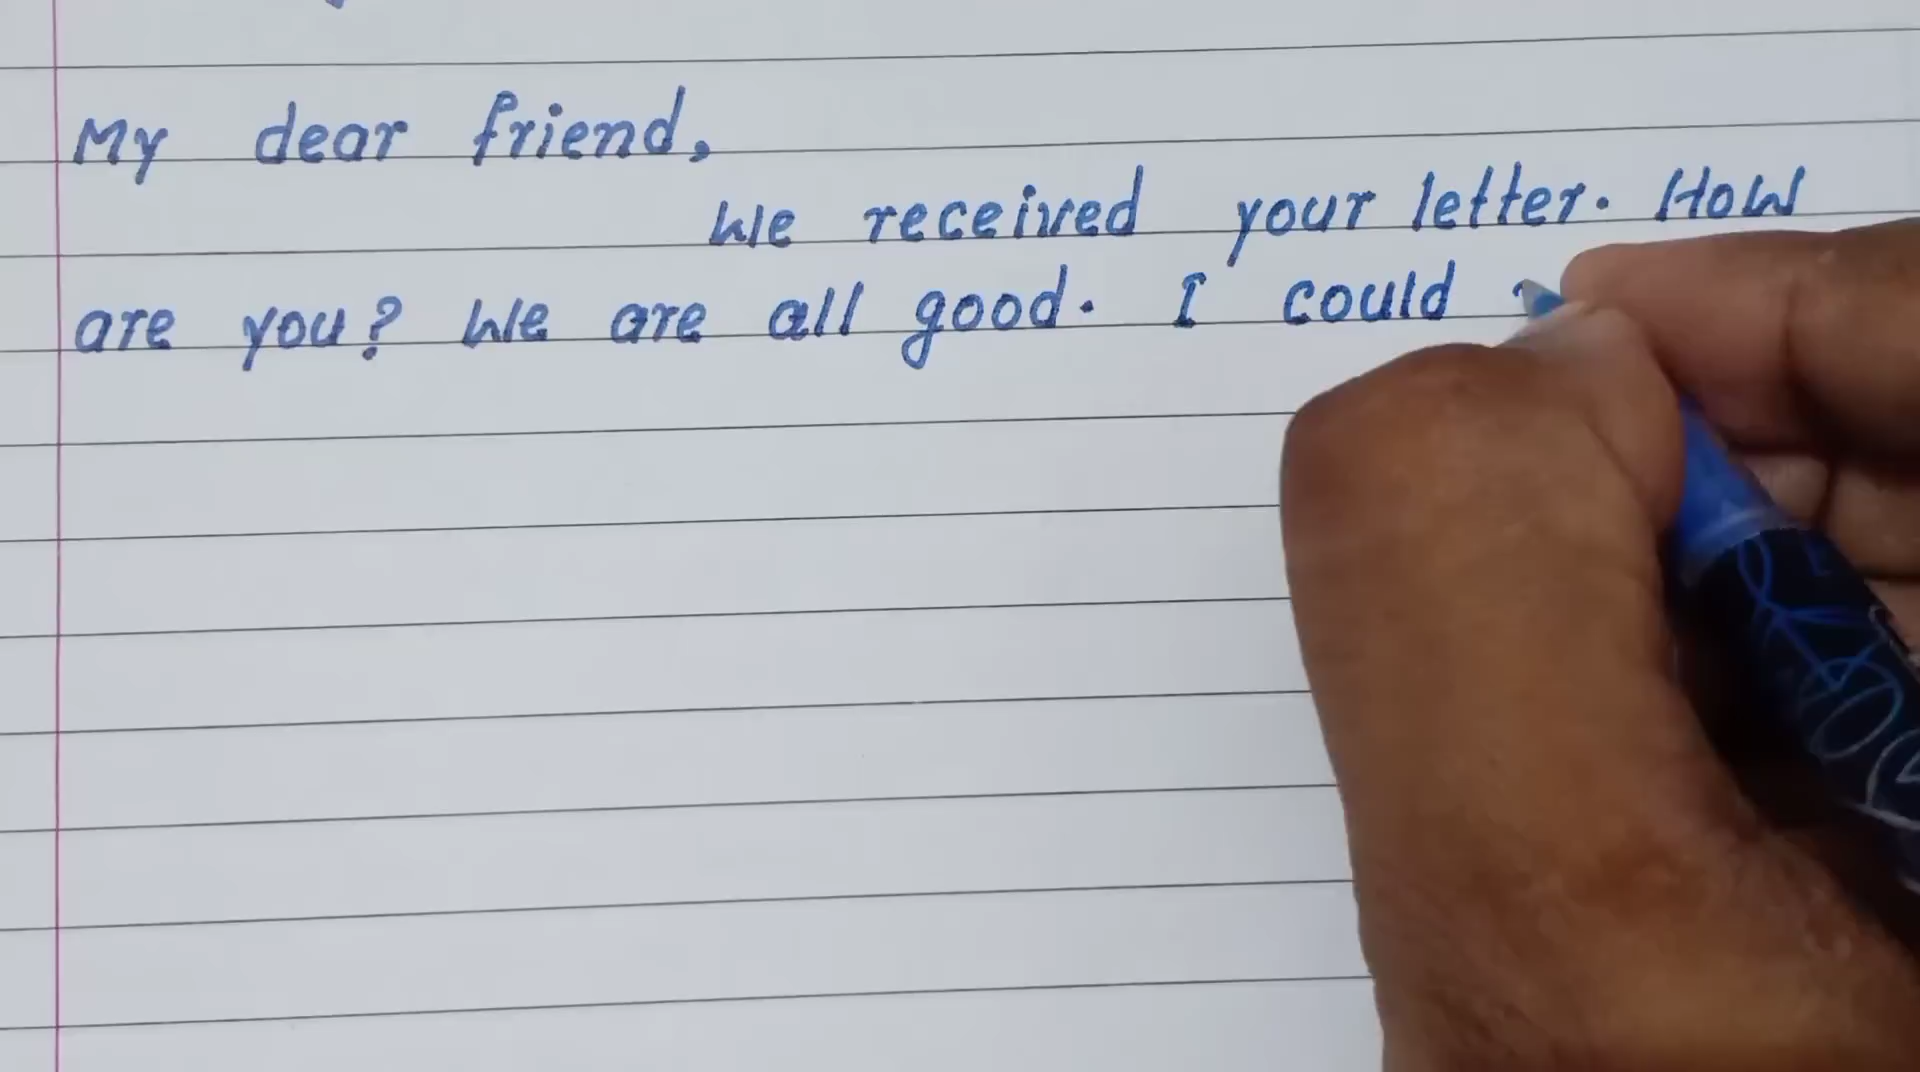 My dear friend,
We received your letter. How
are you? We are all good. I could